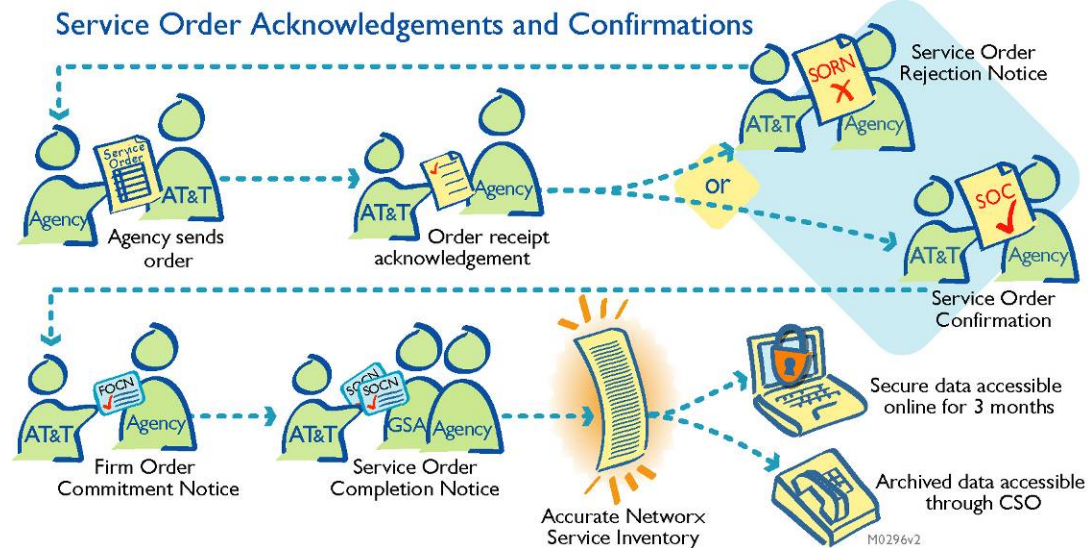 Service Order Acknowledgements and Confirmations
Agency
Service
Order
AT&T
Agency sends
order
AT&T
Agency
Order receipt
acknowledgement
or
AT&T
SORN
Agency
Service Order
Rejection Notice
AT&T
SOC
Agency
Service Order
Confirmation
AT&T
FOCN
Agency
Firm Order
Commitment Notice
AT&T
SOCN
SOCN
GSA
Agency
Service Order
Completion Notice
Accurate Networx
Service Inventory
Secure data accessible
online for 3 months
Archived data accessible
through CSO
M0296v2